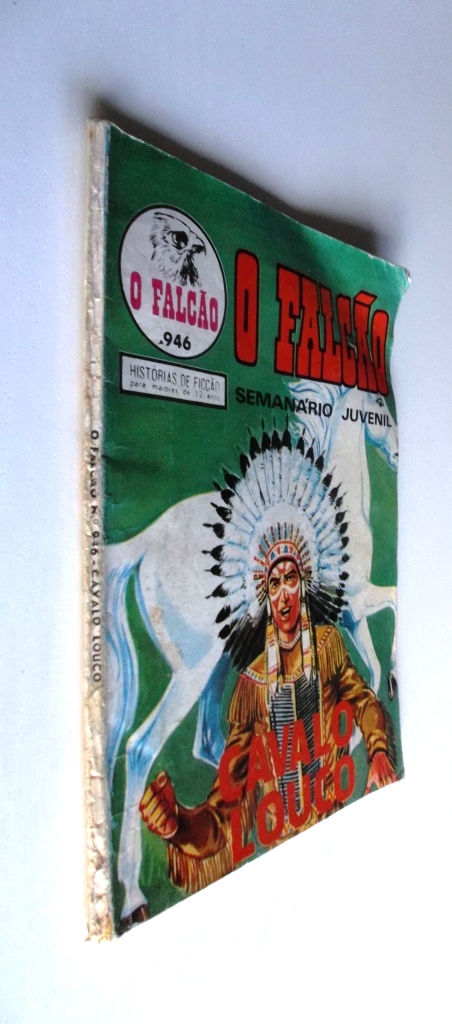 O FALCÃO
.946
HISTÓRIAS DE FICÇÃO
para maiores de 12 anos
O FALCÃO
SEMANÁRIO JUVENIL
CAVALO
LOUCO
O FALCÃO N.º 946 - CAVALO LOUCO